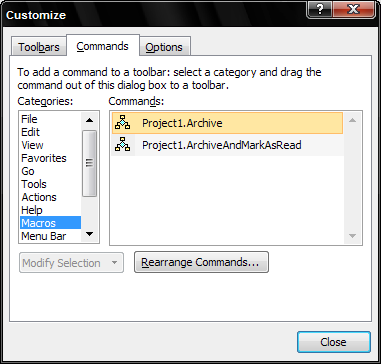 Customize
Toolbars Commands Options
To add a command to a toolbar: select a category and drag the
command out of this dialog box to a toolbar.
Categories: Commands:
File
Edit
View
Favorites
Go
Tools
Actions
Help
Macros
Menu Bar
Project1.Archive
Project1.ArchiveAndMarkAsRead
Modify Selection Rearrange Commands...
Close